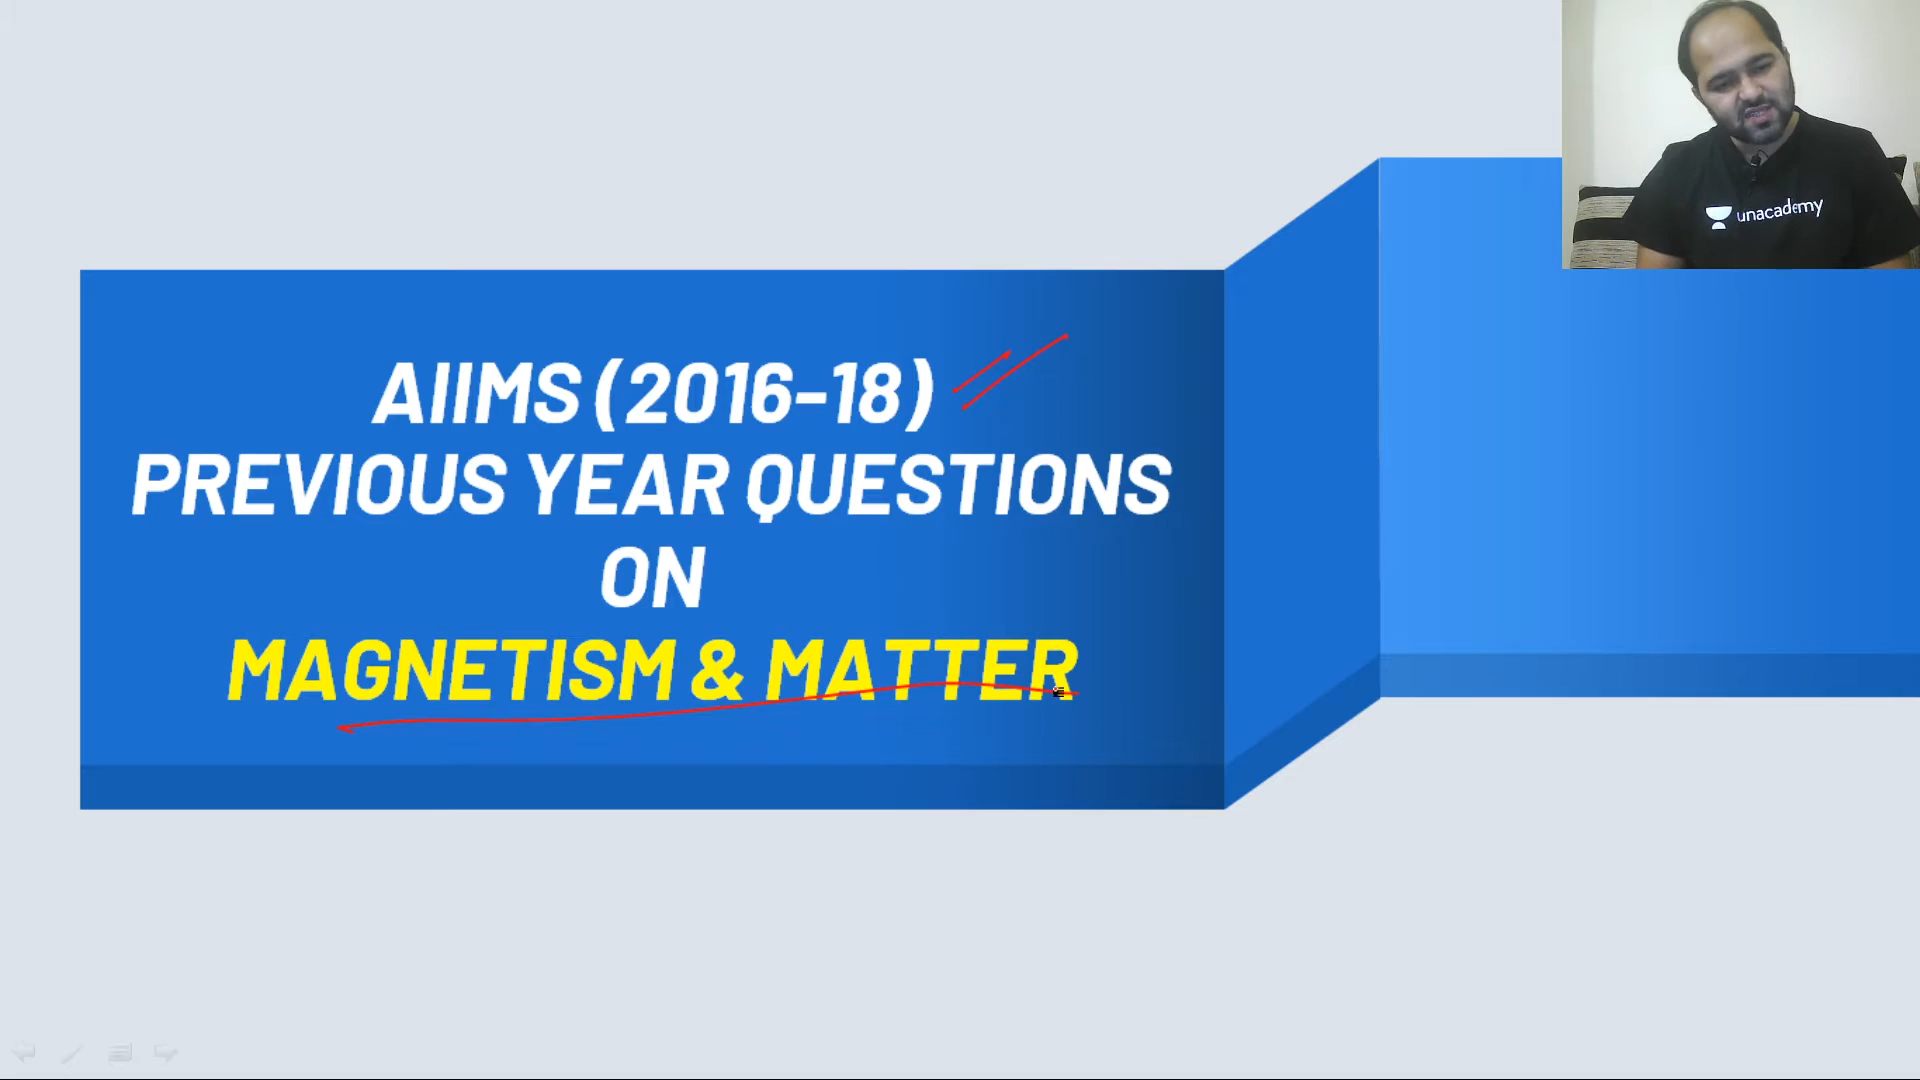 unacademy
AIIMS (2016-18)
PREVIOUS YEAR QUESTIONS
ON
MAGNETISM & MATTER